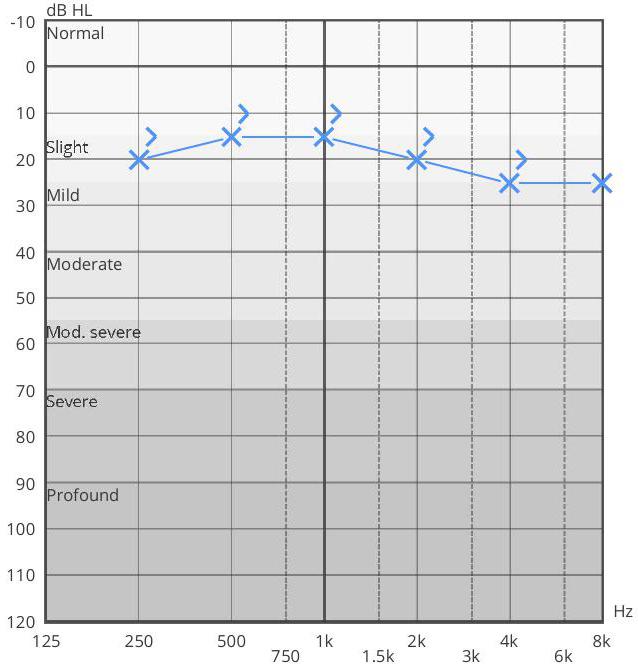 dB HL
-10
Normal
0
10
Slight
20
Mild
30
40
Moderate
50
Mod. severe
60
70
Severe
80
90
Profound
100
110
120
Hz
125 250 500 1k 2k 4k 8k
750 1.5k 3k 6k